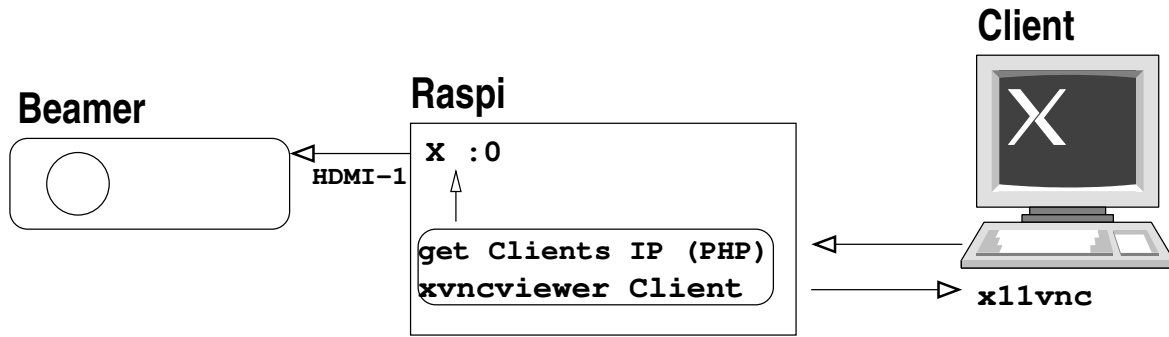 Client
Beamer
Raspi
X :0
HDMI-1
get Clients IP (PHP)
xvncviewer Client
X
x11vnc